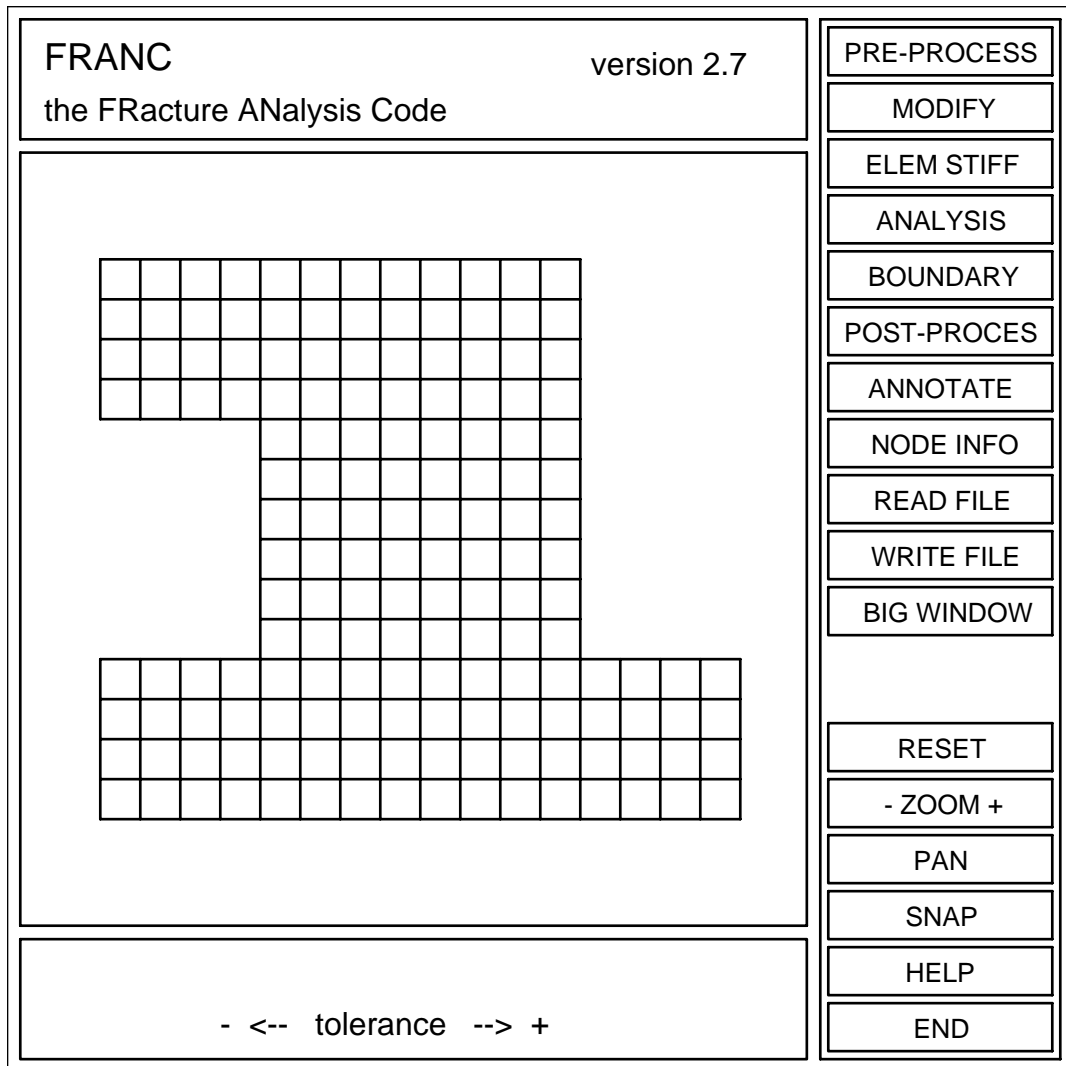 FRANC
version 2.7
the FRacture ANalysis Code
PRE-PROCESS
MODIFY
ELEM STIFF
ANALYSIS
BOUNDARY
POST-PROCES
ANNOTATE
NODE INFO
READ FILE
WRITE FILE
BIG WINDOW
RESET
- ZOOM +
PAN
SNAP
HELP
END
- <-- tolerance --> +